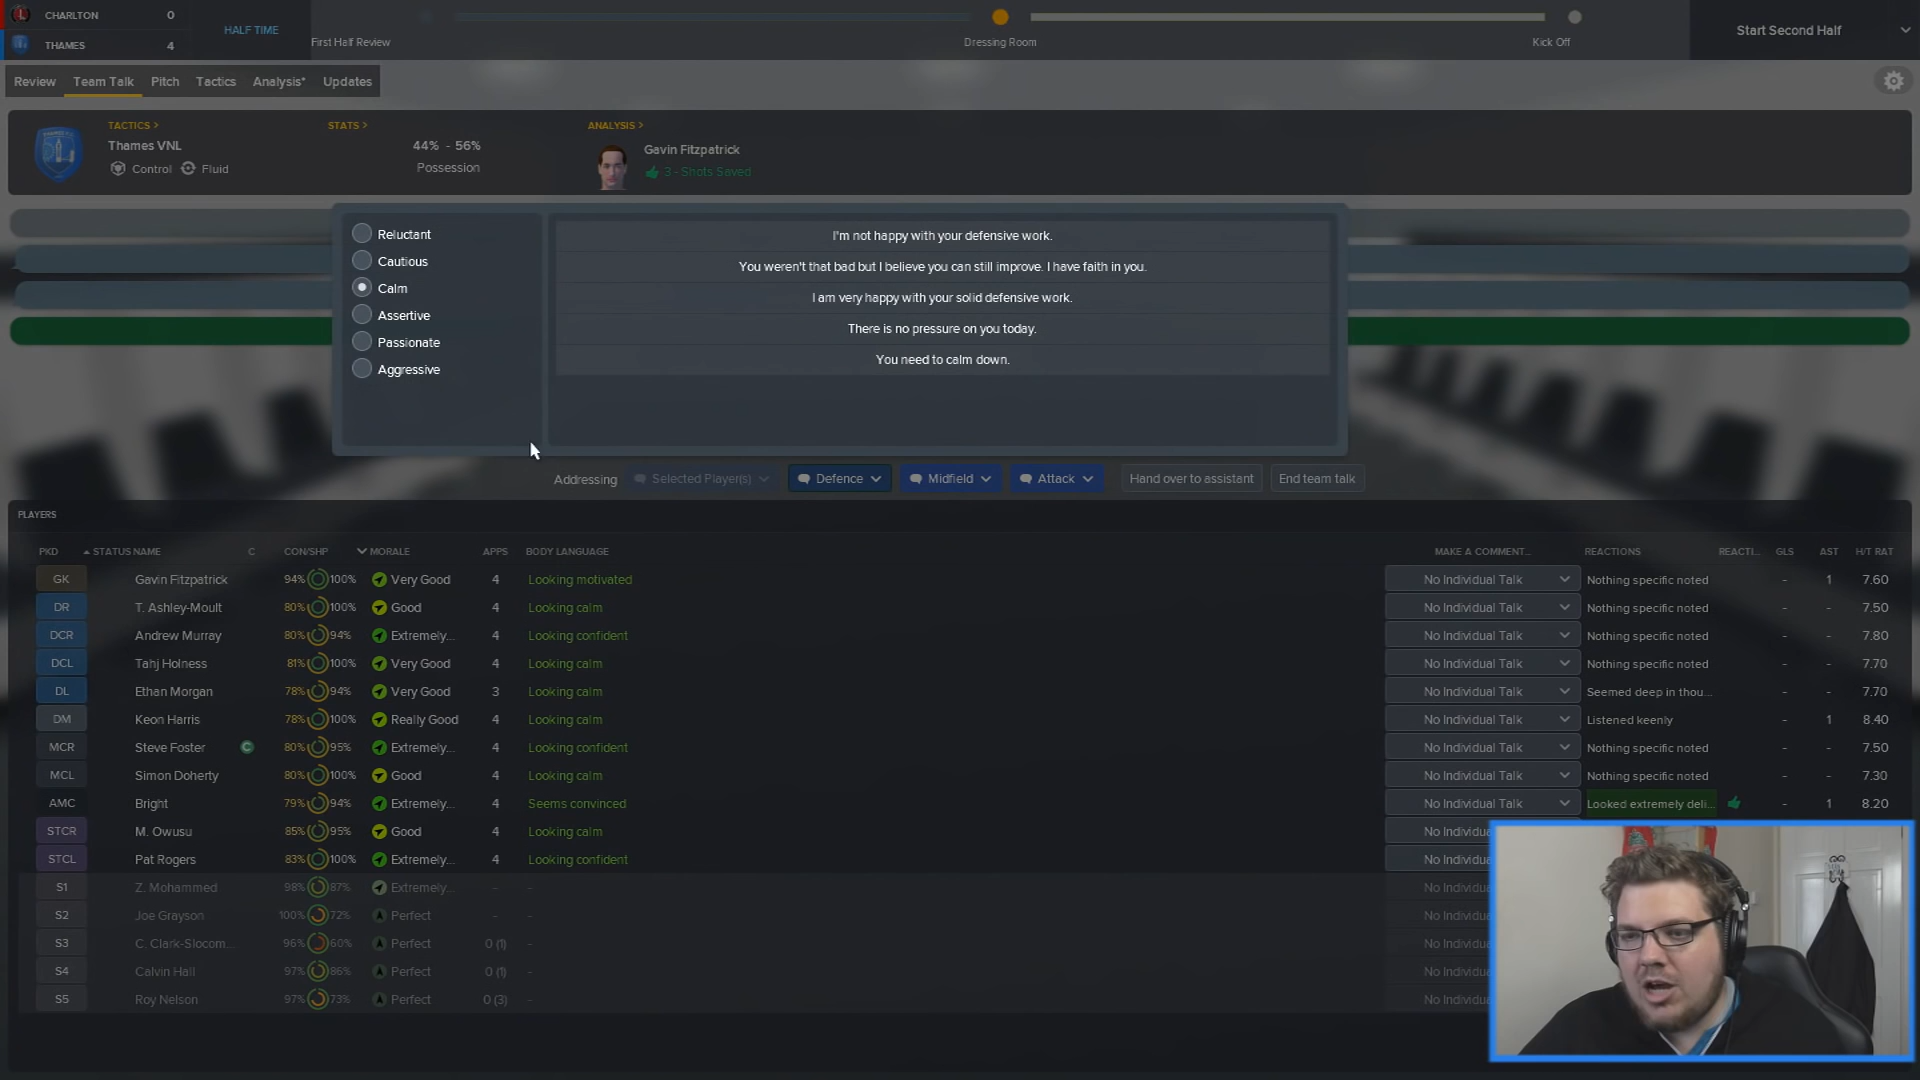 CHARLTON 0
THAMES 4
HALF TIME
First Half Review
Dressing Room
Kick Off
Start Second Half
Review Team Talk Pitch Tactics Analysis* Updates
TACTICS >
Thames VNL
Control Fluid
STATS >
44% - 56%
Possession
ANALYSIS >
Gavin Fitzpatrick
3 - Shots Saved
Reluctant
Cautious
Calm
Assertive
Passionate
Aggressive
I'm not happy with your defensive work.
You weren't that bad but I believe you can still improve. I have faith in you.
I am very happy with your solid defensive work.
There is no pressure on you today.
You need to calm down.
Addressing Selected Player(s) Defence Midfield Attack Hand over to assistant End team talk
PLAYERS
PKD STATUS NAME C CON/SHP MORALE APPS BODY LANGUAGE MAKE A COMMENT... REACTIONS REACTI... GLS AST H/T RAT
GK Gavin Fitzpatrick 94% 100% Very Good 4 Looking motivated No Individual Talk Nothing specific noted - 1 7.60
DR T. Ashley-Moult 80% 100% Good 4 Looking calm No Individual Talk Nothing specific noted - - 7.50
DCR Andrew Murray 80% 94% Extremely... 4 Looking confident No Individual Talk Nothing specific noted - - 7.80
DCL Tahj Holness 81% 100% Very Good 4 Looking calm No Individual Talk Nothing specific noted - - 7.70
DL Ethan Morgan 78% 94% Very Good 3 Looking calm No Individual Talk Seemed deep in thou... - - 7.70
DM Keon Harris 78% 100% Really Good 4 Looking calm No Individual Talk Listened keenly - 1 8.40
MCR Steve Foster C 80% 95% Extremely... 4 Looking confident No Individual Talk Nothing specific noted - - 7.50
MCL Simon Doherty 80% 100% Good 4 Looking calm No Individual Talk Nothing specific noted - - 7.30
AMC Bright 79% 94% Extremely... 4 Seems convinced No Individual Talk Looked extremely deli... - 1 8.20
STCR M. Owusu 85% 95% Good 4 Looking calm No Individua
STCL Pat Rogers 83% 100% Extremely... 4 Looking confident No Individua
S1 Z. Mohammed 98% 87% Extremely... - - No Individua
S2 Joe Grayson 100% 72% Perfect - - No Individua
S3 C. Clark-Slocom... 96% 60% Perfect 0 (1) - No Individua
S4 Calvin Hall 97% 86% Perfect 0 (1) - No Individua
S5 Roy Nelson 97% 73% Perfect 0 (3) - No Individua